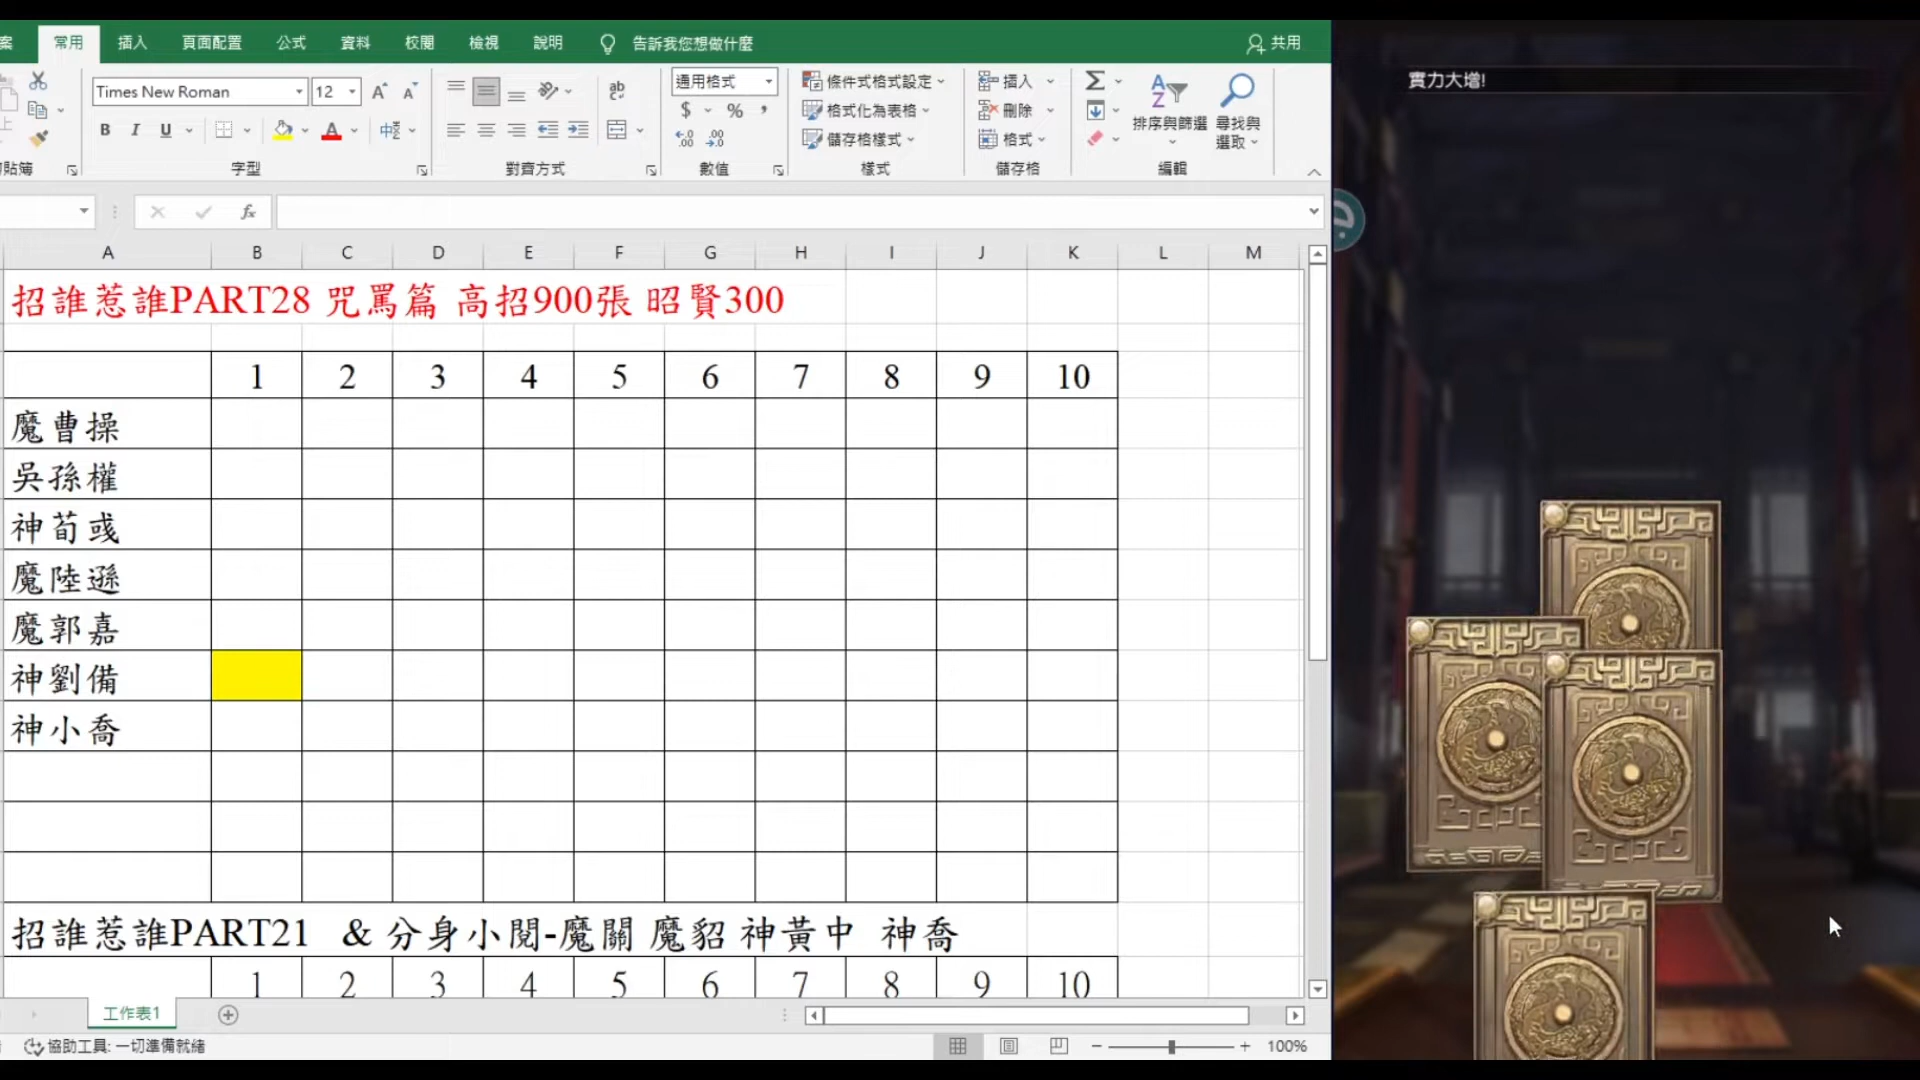 案 常用 插入 頁面配置 公式 資料 校閱 檢視 說明 告訴我您想做什麼 共用
實力大增!
Times New Roman 12 通用格式 條件式格式設定 插入
$ % 格式化為表格 刪除 排序與篩選 尋找與選取
B I U A 中 儲存格樣式 格式
剪貼簿 字型 對齊方式 數值 樣式 儲存格 編輯
fx
A B C D E F G H I J K L M
招誰惹誰PART28 咒罵篇 高招900張 昭賢300
1 2 3 4 5 6 7 8 9 10
魔曹操
吳孫權
神荀彧
魔陸遜
魔郭嘉
神劉備
神小喬
招誰惹誰PART21 & 分身小閔-魔關 魔貂 神黃中 神喬
1 2 3 4 5 6 7 8 9 10
工作表1
協助工具: 一切準備就緒 100%